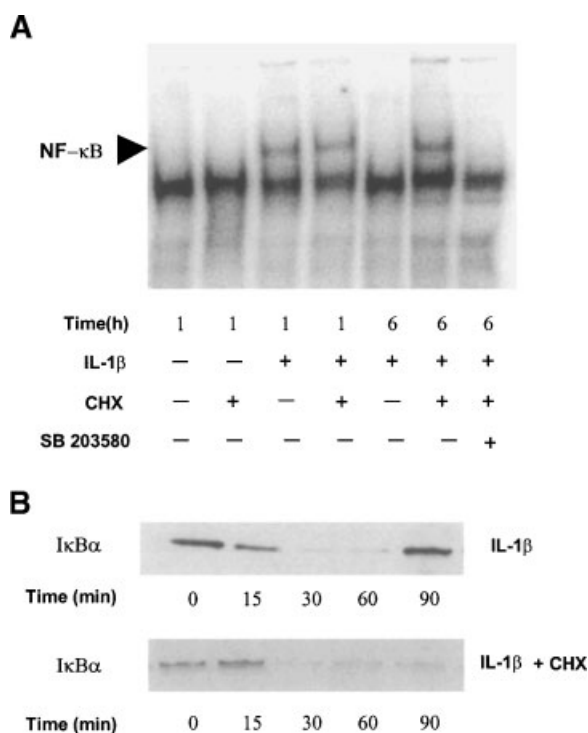 A
NF-κB
Time(h) 1 1 1 1 6 6 6
IL-1β − − + + + + +
CHX − + − + − + +
SB 203580 − − − − − − +
B
IκBα IL-1β
Time (min) 0 15 30 60 90
IκBα IL-1β + CHX
Time (min) 0 15 30 60 90